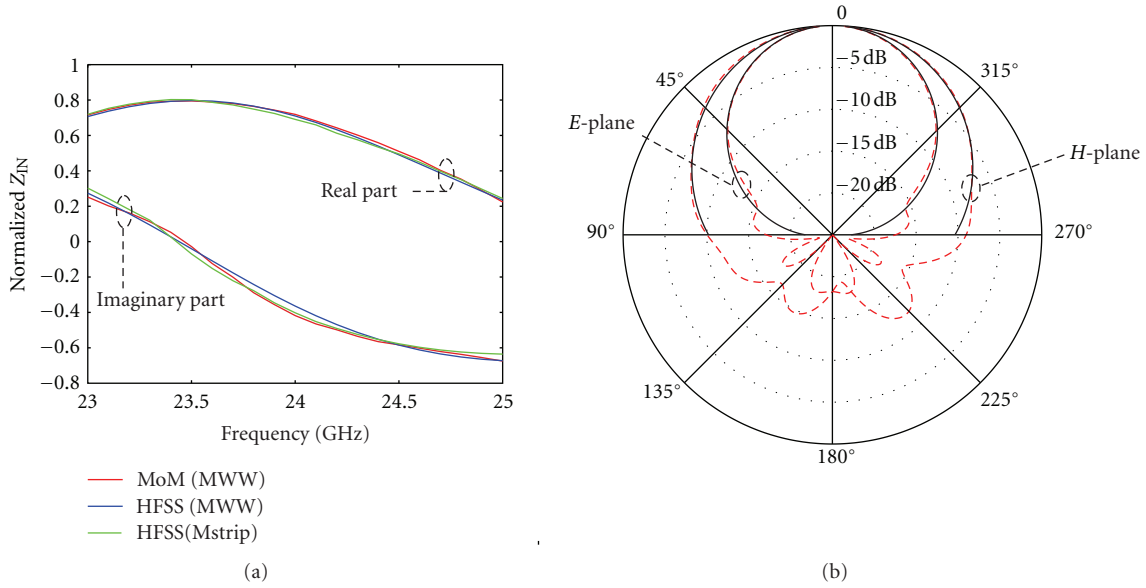 1
0.8
0.6
0.4
0.2
0
−0.2
−0.4
−0.6
−0.8
Normalized Z_IN
Real part
Imaginary part
23
23.5
24
24.5
25
Frequency (GHz)
MoM (MWW)
HFSS (MWW)
HFSS(Mstrip)
(a)
0
−5 dB
−10 dB
−15 dB
−20 dB
45°
315°
E-plane
H-plane
90°
270°
135°
225°
180°
(b)